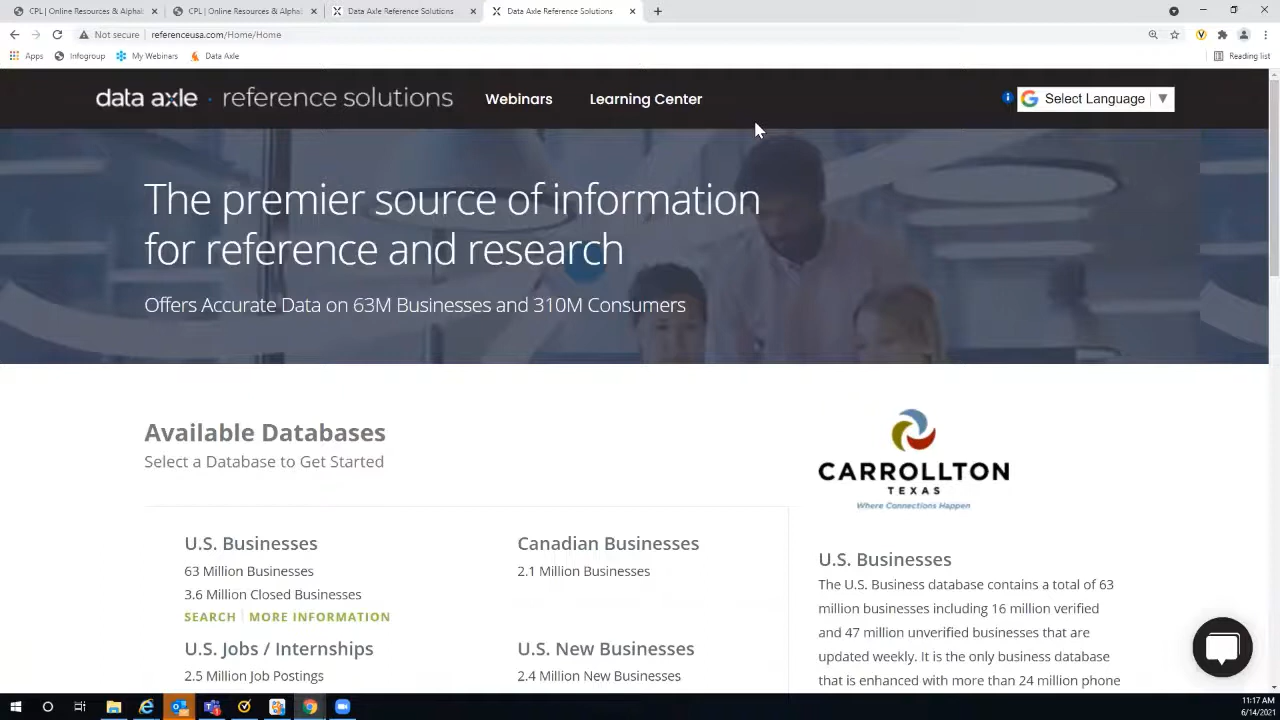 CPL | Online Resources & Alphab
CPL | Online Resources & Alphab
Data Axle Reference Solutions
Data Axle Reference Solutions
Not secure | referenceusa.com/Home/Home
Apps
Infogroup
My Webinars
Data Axle
Reading list
data axle · reference solutions
Webinars
Learning Center
Select Language
The premier source of information
for reference and research
Offers Accurate Data on 63M Businesses and 310M Consumers
Available Databases
Select a Database to Get Started
CARROLLTON
TEXAS
Where Connections Happen
U.S. Businesses
63 Million Businesses
3.6 Million Closed Businesses
SEARCH | MORE INFORMATION
Canadian Businesses
2.1 Million Businesses
U.S. Jobs / Internships
2.5 Million Job Postings
U.S. New Businesses
2.4 Million New Businesses
U.S. Businesses
The U.S. Business database contains a total of 63
million businesses including 16 million verified
and 47 million unverified businesses that are
updated weekly. It is the only business database
that is enhanced with more than 24 million phone
11:17 AM
6/14/2021